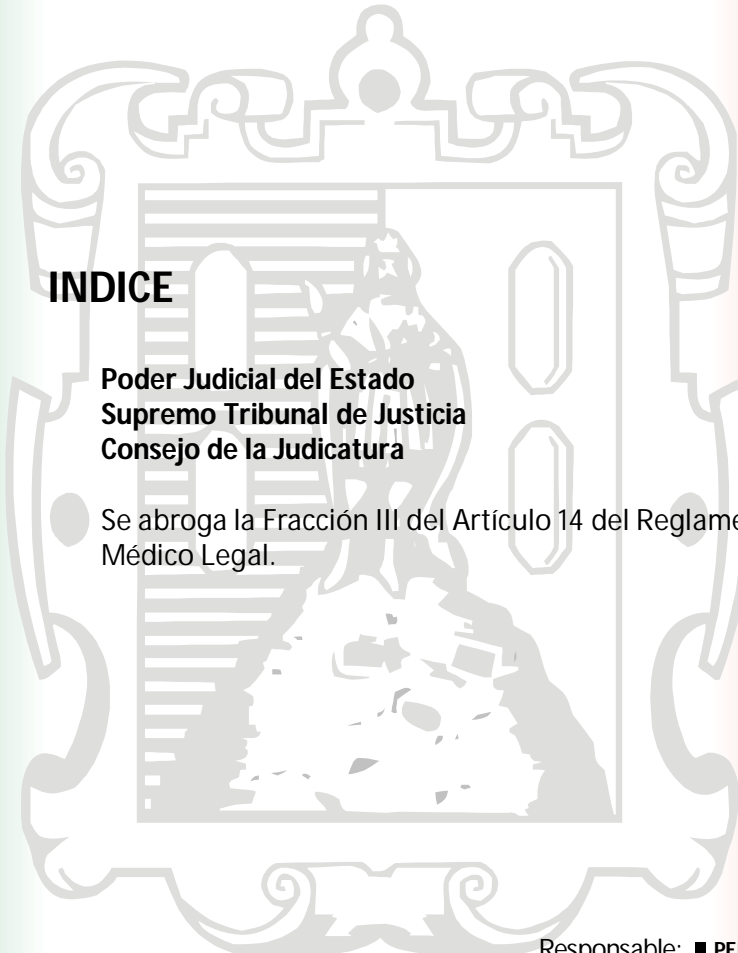 INDICE
Poder Judicial del Estado
Supremo Tribunal de Justicia
Consejo de la Judicatura
Se abroga la Fracción III del Artículo 14 del
Médico Legal.
Responsable: ■